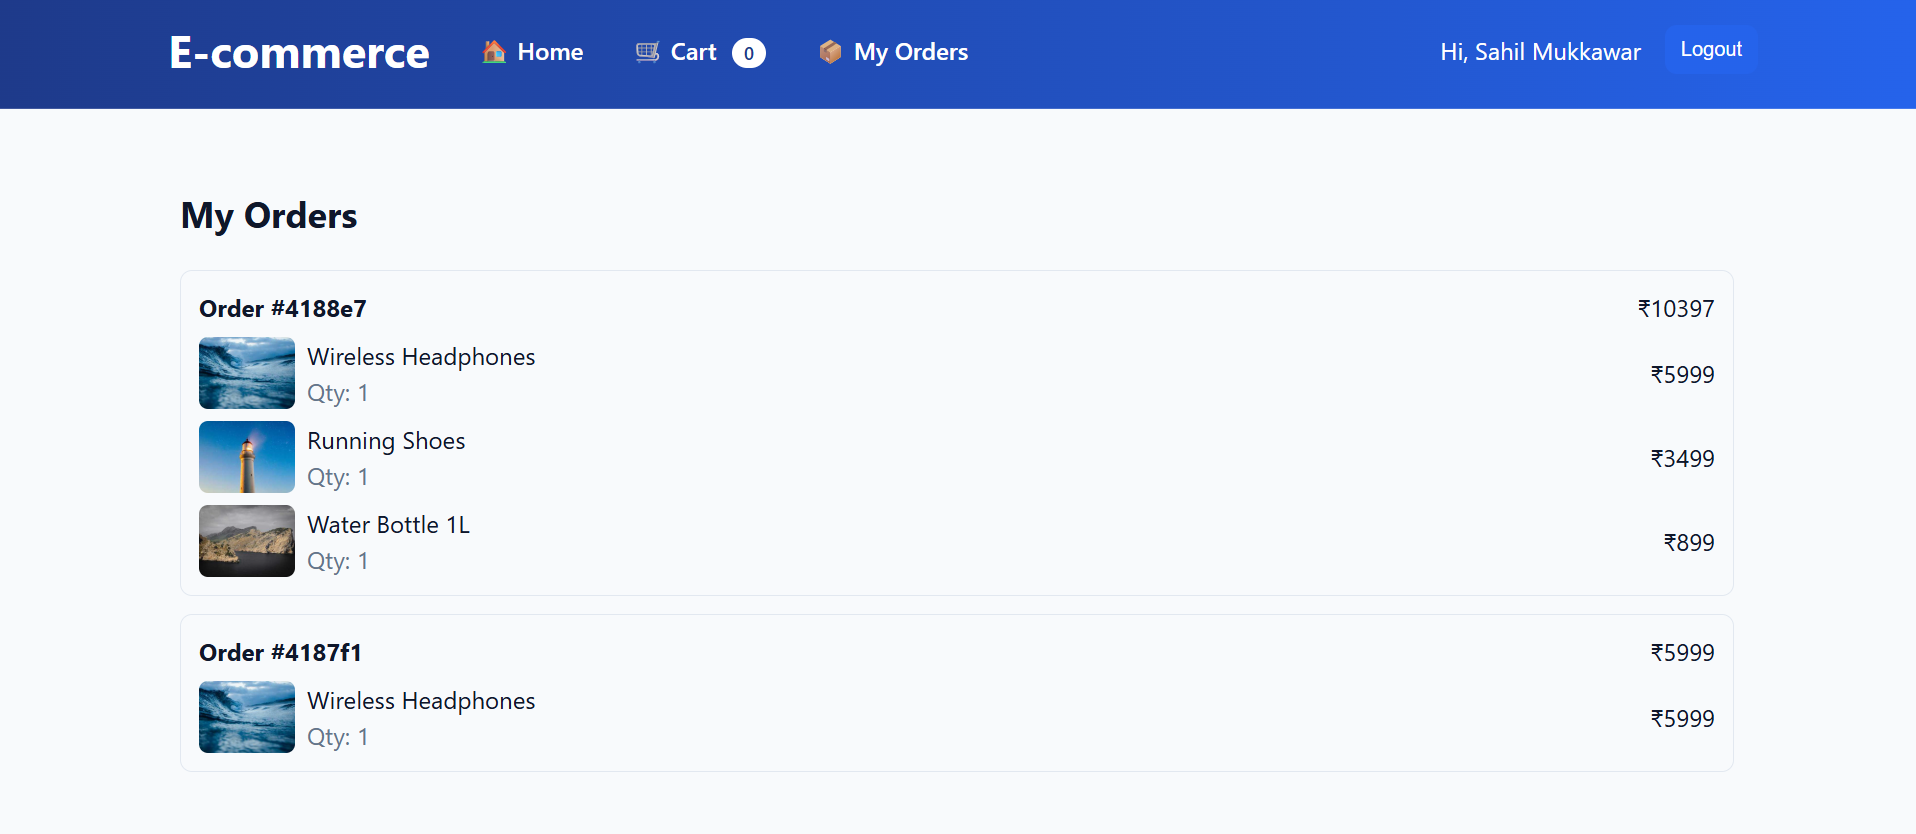 E-commerce Home Cart 0 My Orders Hi, Sahil Mukkawar Logout
My Orders
Order #4188e7 ₹10397
Wireless Headphones
Qty: 1 ₹5999
Running Shoes
Qty: 1 ₹3499
Water Bottle 1L
Qty: 1 ₹899
Order #4187f1 ₹5999
Wireless Headphones
Qty: 1 ₹5999